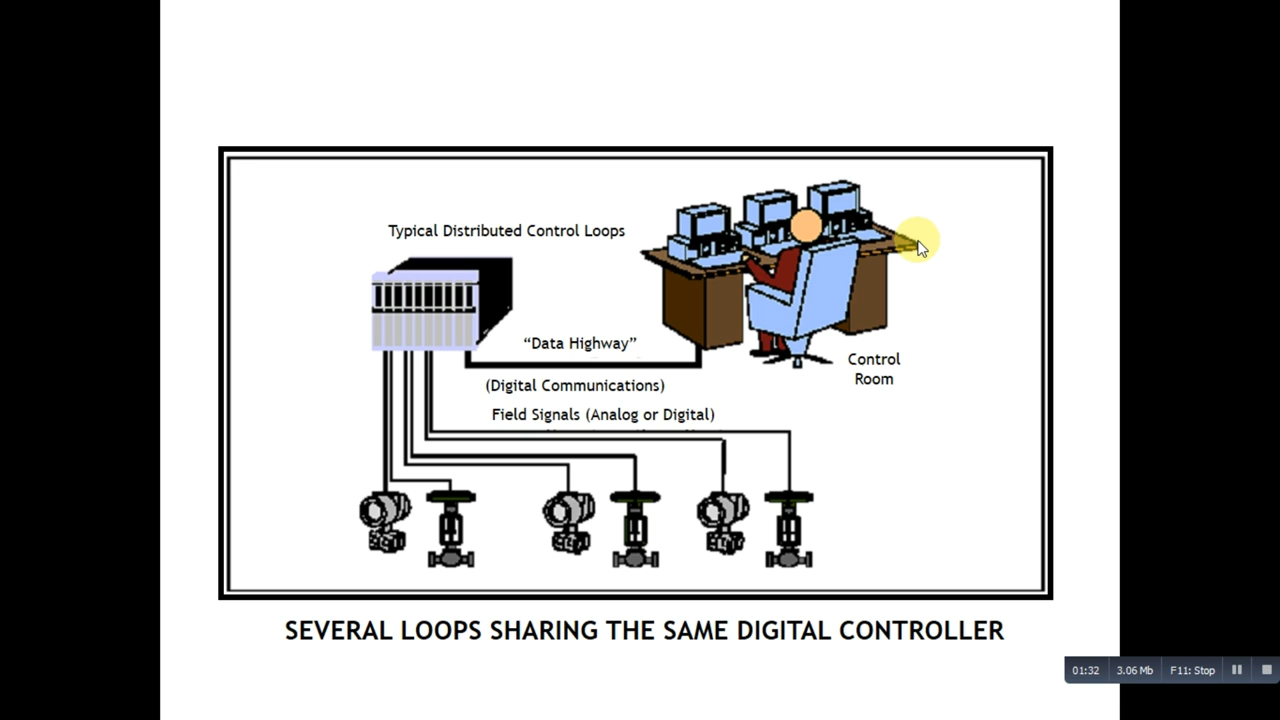 Typical Distributed Control Loops
“Data Highway”
Control
Room
(Digital Communications)
Field Signals (Analog or Digital)
SEVERAL LOOPS SHARING THE SAME DIGITAL CONTROLLER
01:32 3.06 Mb F11: Stop